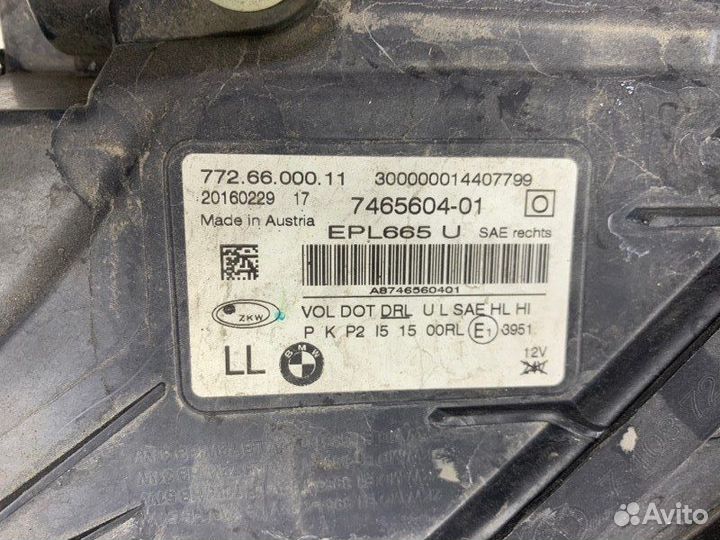 772.66.000.11 300000014407799
20160229 17 7465604-01
Made in Austria EPL665 U SAE rechts
A8746560401
ZKW VOL DOT DRL U L SAE HL HI
P K P2 I5 15 00RL E1 3951
LL BMW 12V
24V
Avito